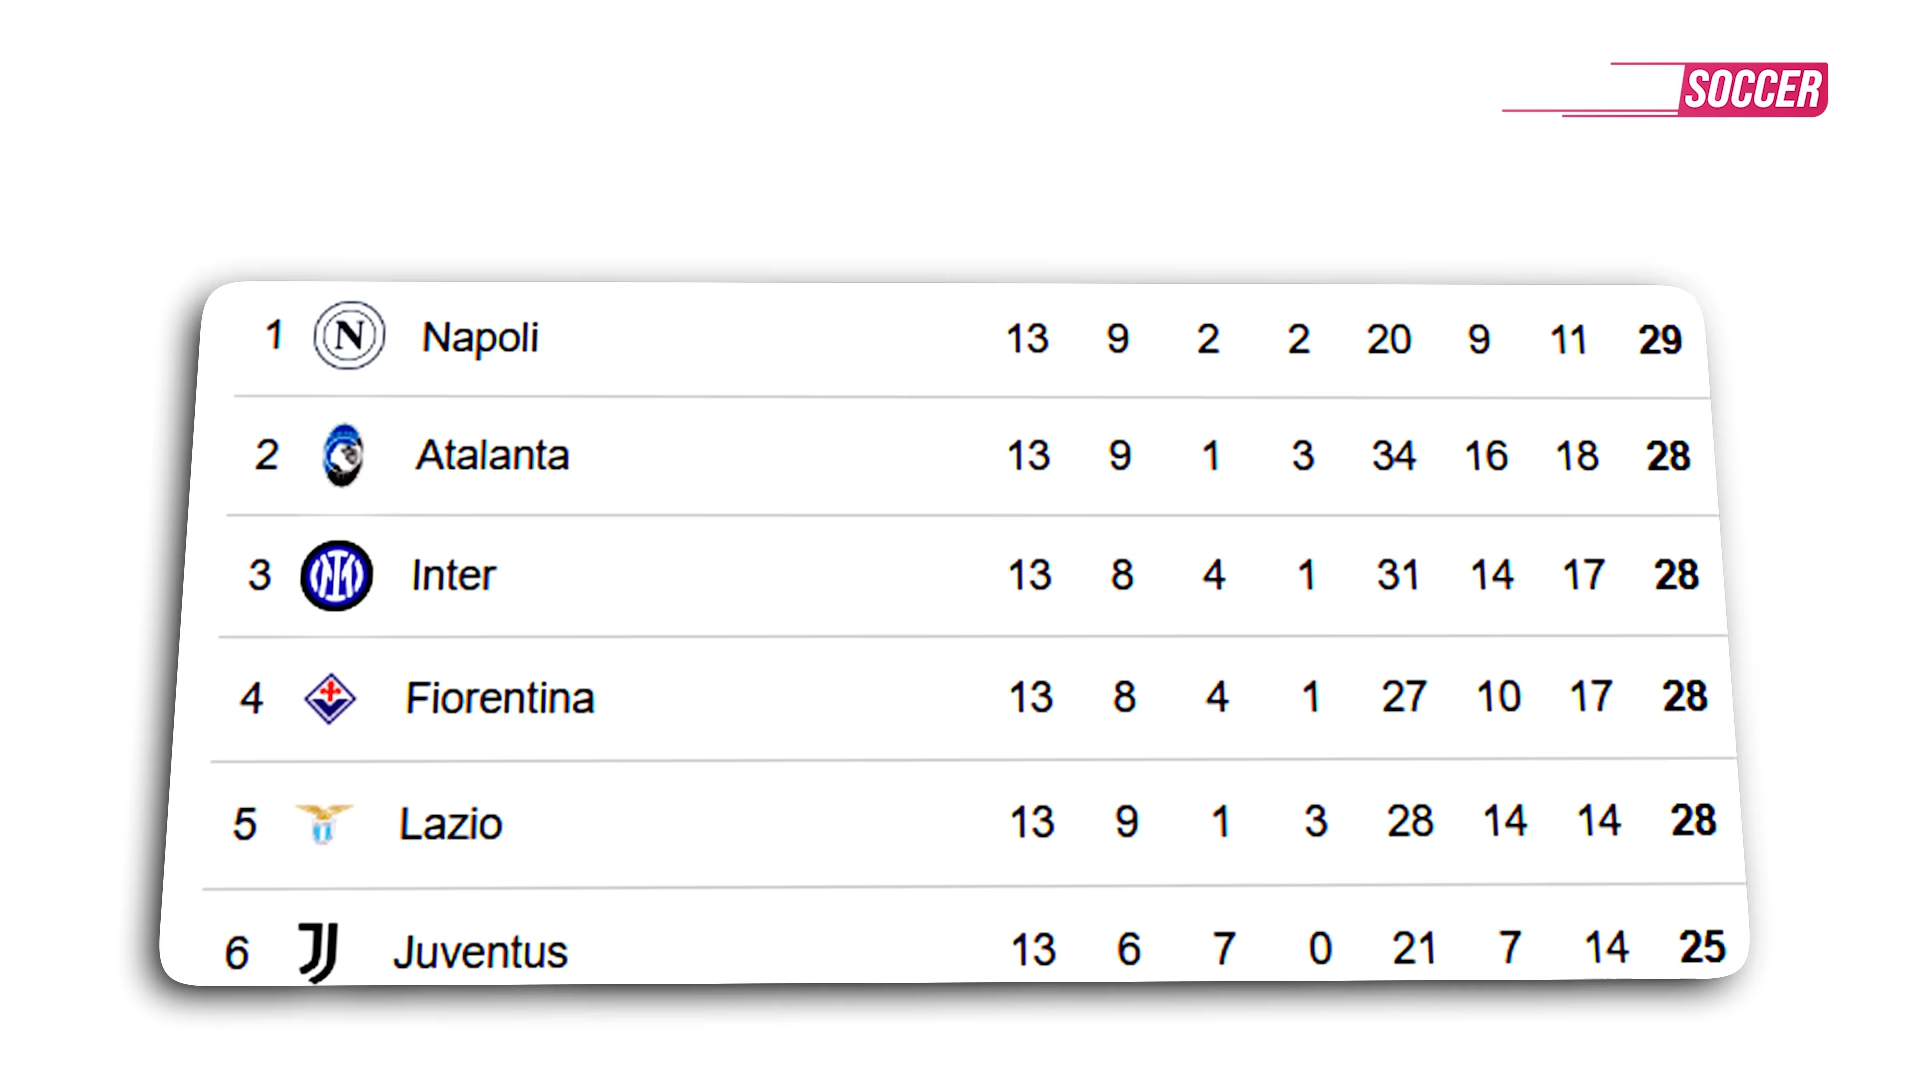 SOCCER
1 N Napoli 13 9 2 2 20 9 11 29
2 Atalanta 13 9 1 3 34 16 18 28
3 Inter 13 8 4 1 31 14 17 28
4 Fiorentina 13 8 4 1 27 10 17 28
5 Lazio 13 9 1 3 28 14 14 28
6 Juventus 13 6 7 0 21 7 14 25